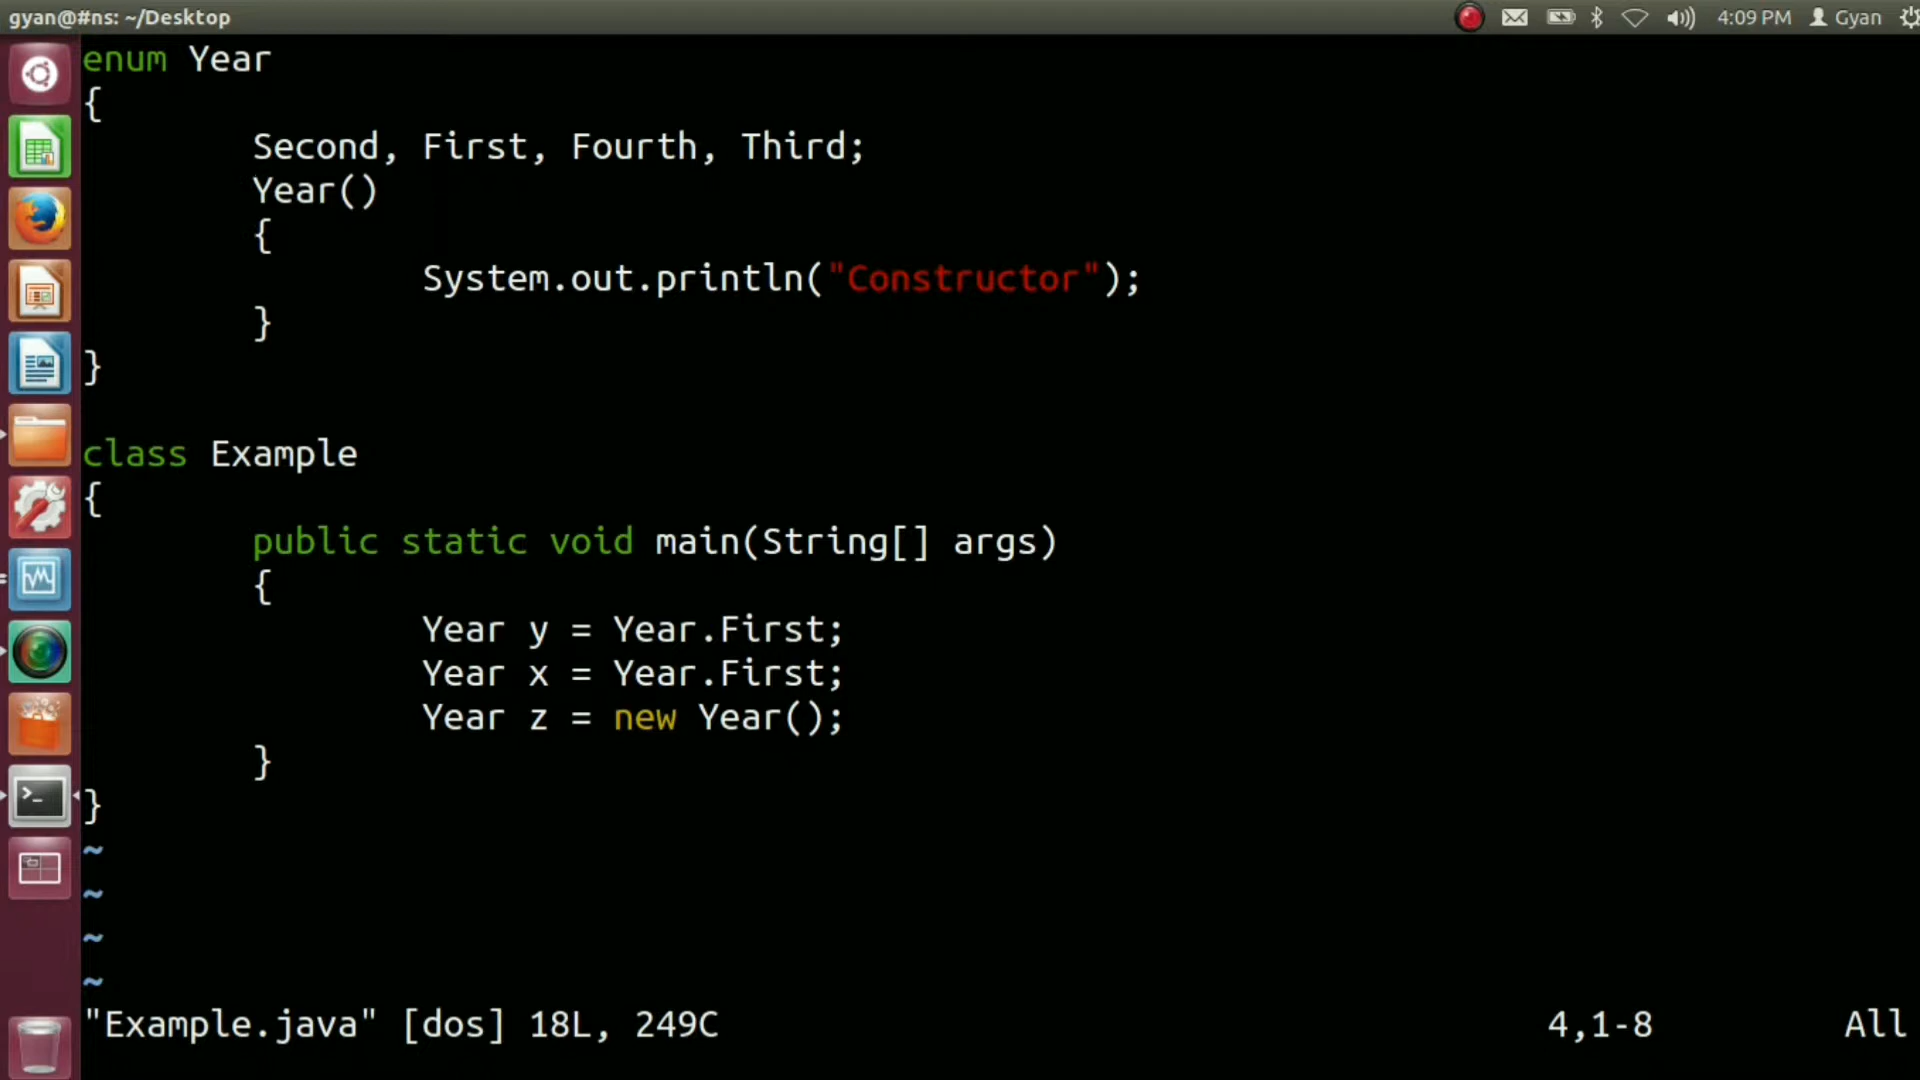 gyan@#ns: ~/Desktop 4:09 PM Gyan
enum Year
{
Second, First, Fourth, Third;
Year()
{
System.out.println("Constructor");
}
}
class Example
{
public static void main(String[] args)
{
Year y = Year.First;
Year x = Year.First;
Year z = new Year();
}
}
~
~
~
~
"Example.java" [dos] 18L, 249C 4,1-8 All